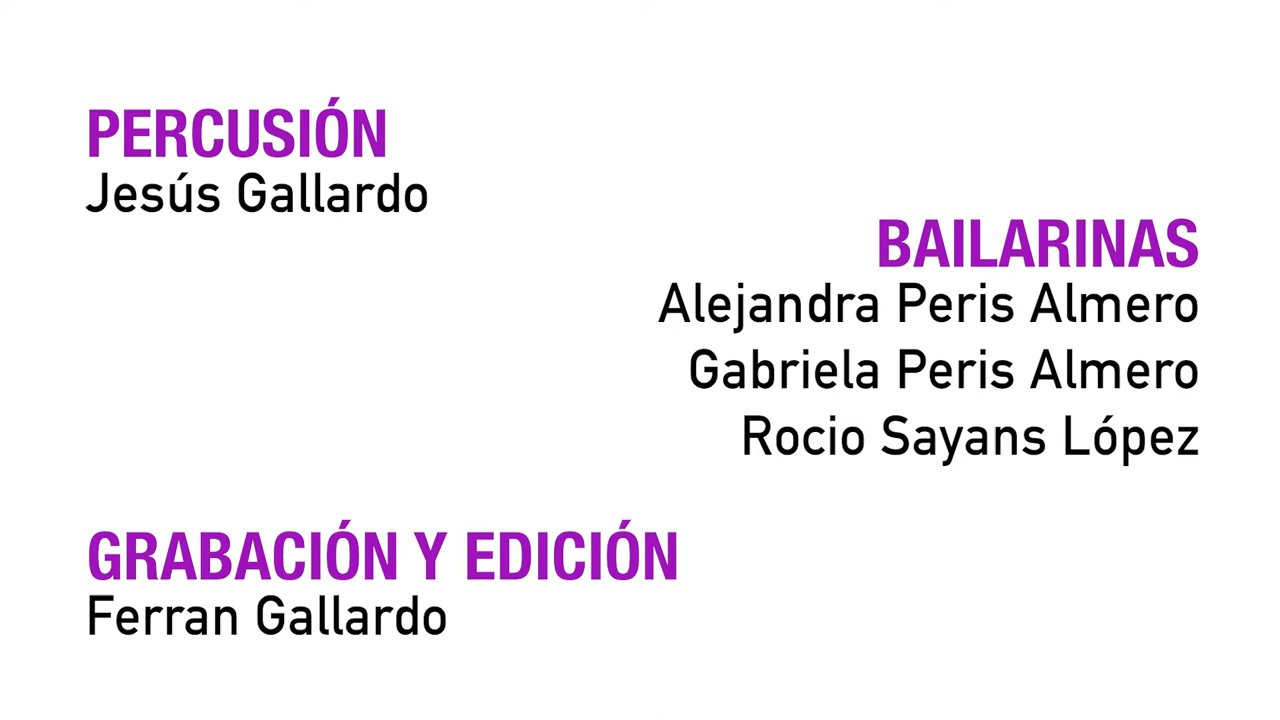 PERCUSIÓN
Jesús Gallardo
BAILARINAS
Alejandra Peris Almero
Gabriela Peris Almero
Rocio Sayans López
GRABACIÓN Y EDICIÓN
Ferran Gallardo